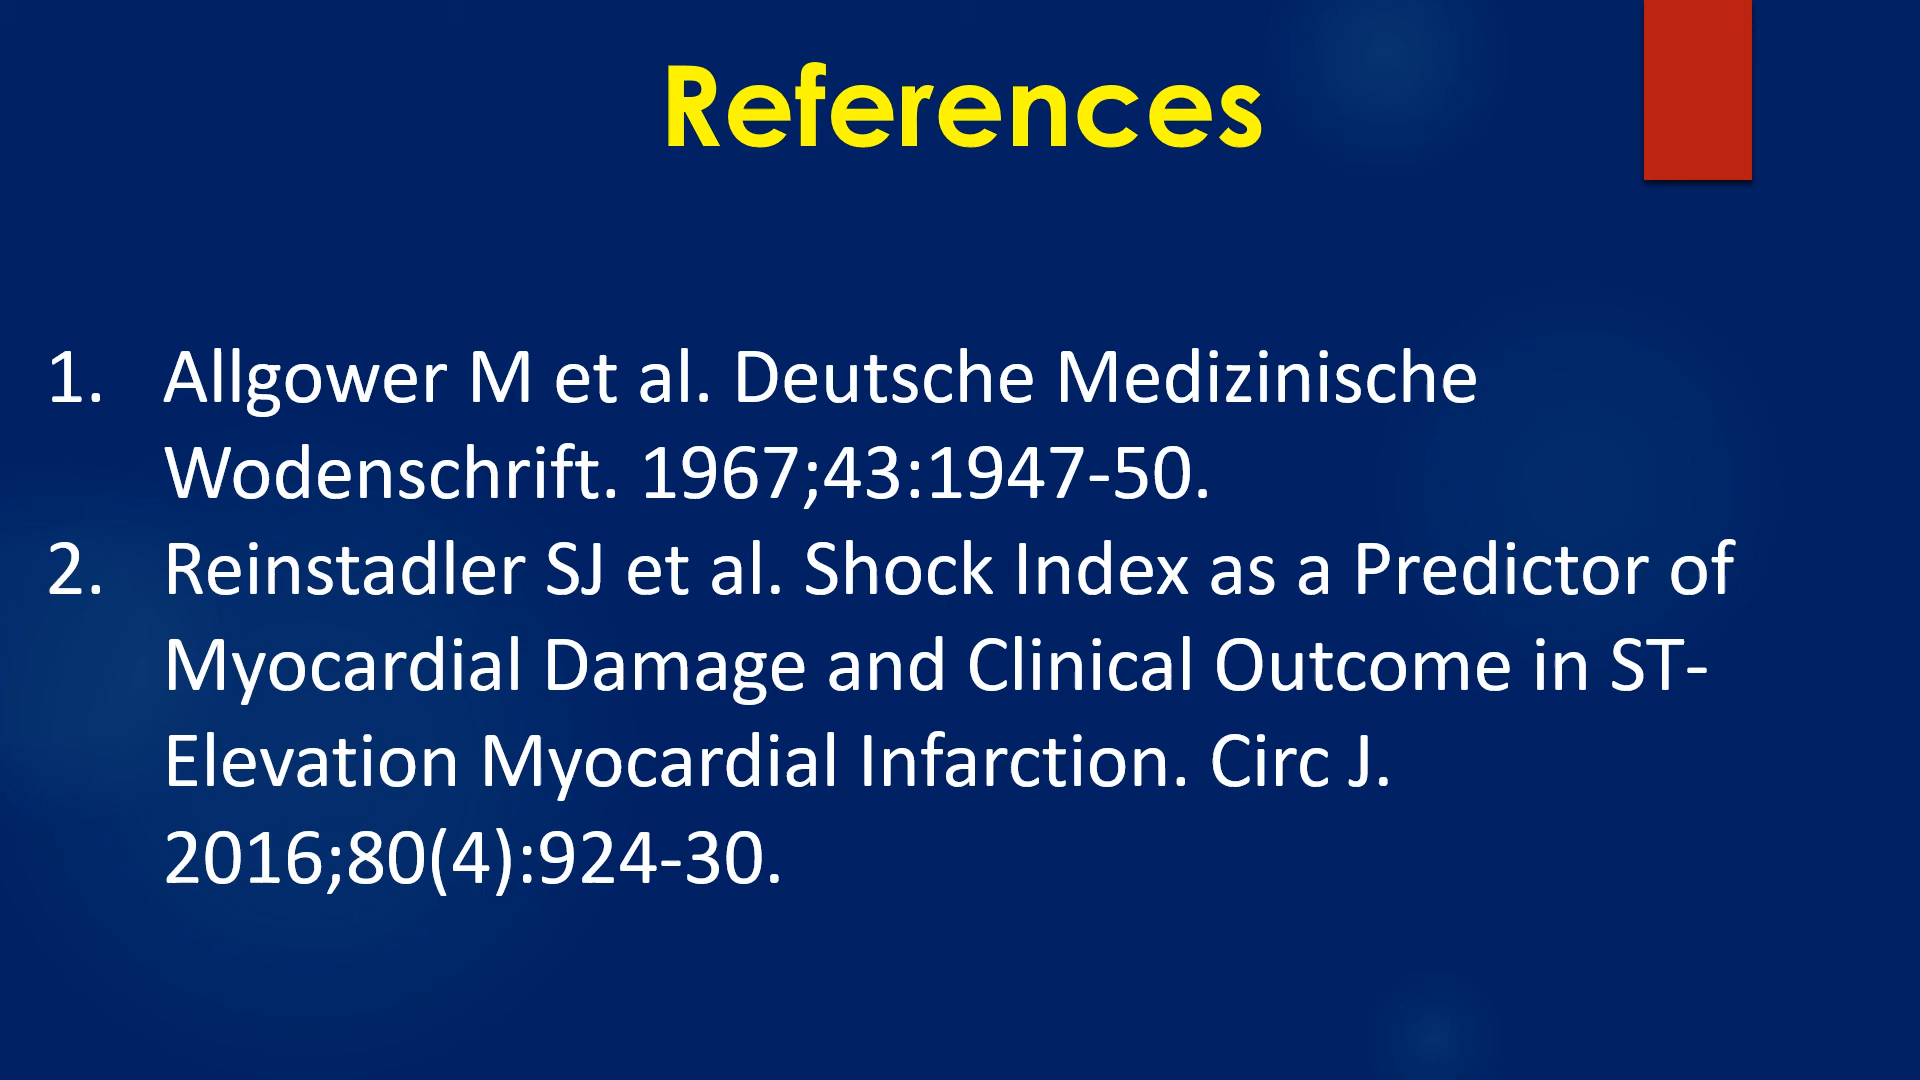 References
1. Allgower M et al. Deutsche Medizinische
Wodenschrift. 1967;43:1947-50.
2. Reinstadler SJ et al. Shock Index as a Predictor of
Myocardial Damage and Clinical Outcome in ST-
Elevation Myocardial Infarction. Circ J.
2016;80(4):924-30.